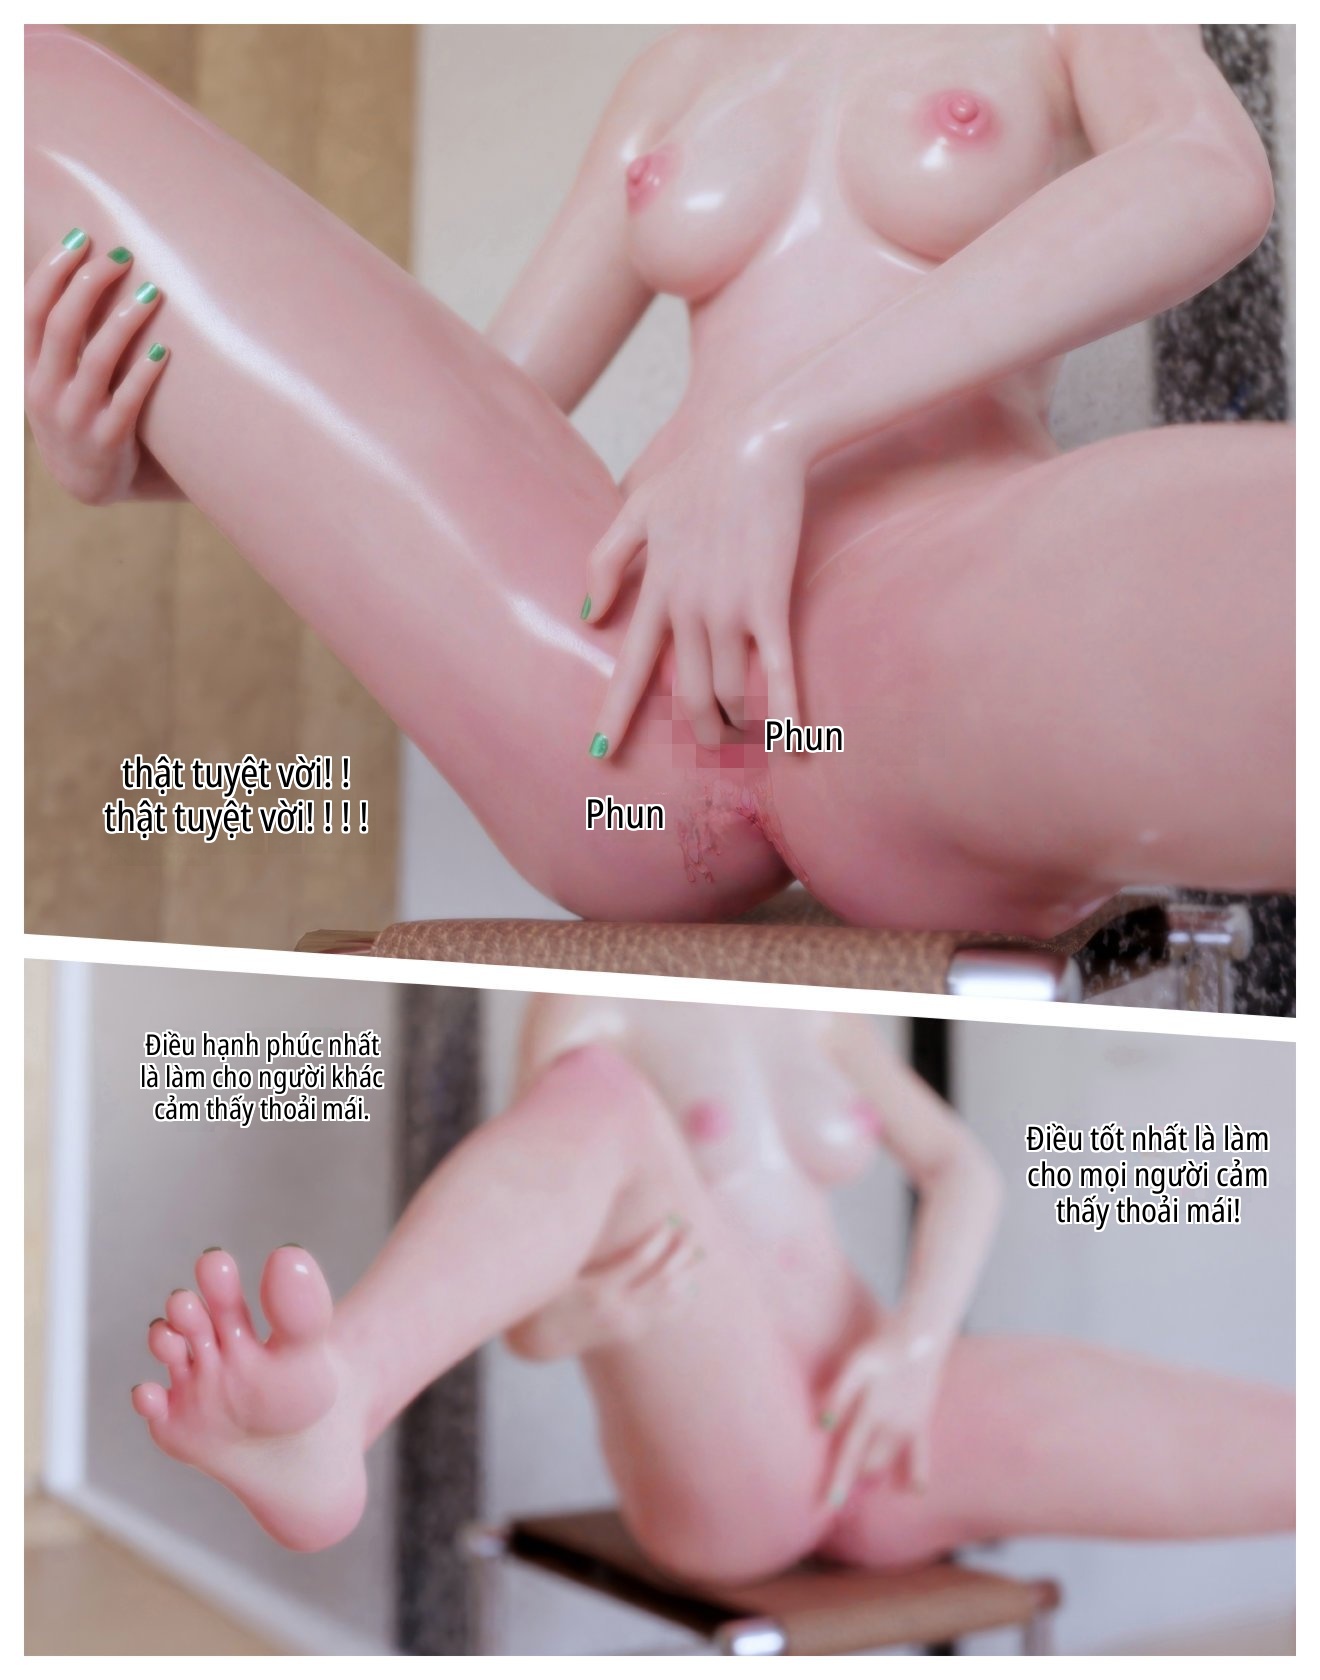 thật tuyệt vời! !
thật tuyệt vời! ! ! !
Phun
Phun
Điều hạnh phúc nhất
là làm cho người khác
cảm thấy thoải mái.
Điều tốt nhất là làm
cho mọi người cảm
thấy thoải mái!